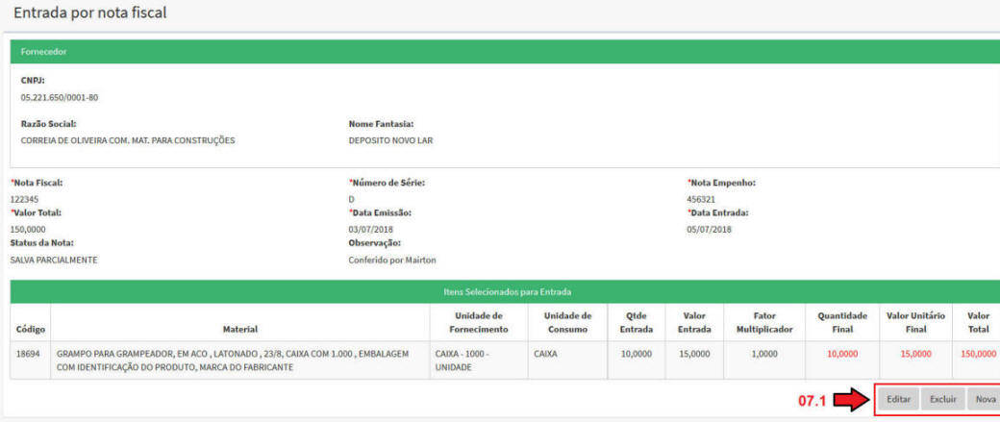 Entrada por nota fiscal
Fornecedor
CNPJ:
05.221.650/0001-80
Razão Social: Nome Fantasia:
CORREIA DE OLIVEIRA COM. MAT. PARA CONSTRUÇÕES DEPOSITO NOVO LAR
*Nota Fiscal: *Número de Série: *Nota Empenho:
122345 D 456321
*Valor Total: *Data Emissão: *Data Entrada:
150,0000 03/07/2018 05/07/2018
Status da Nota: Observação:
SALVA PARCIALMENTE Conferido por Mairton
Itens Selecionados para Entrada
Código Material Unidade de Fornecimento Unidade de Consumo Qtde Entrada Valor Entrada Fator Multiplicador Quantidade Final Valor Unitário Final Valor Total
18694 GRAMPO PARA GRAMPEADOR, EM ACO , LATONADO , 23/8, CAIXA COM 1.000 , EMBALAGEM CAIXA - 1000 - CAIXA 10,0000 15,0000 1,0000 10,0000 15,0000 150,0000
COM IDENTIFICAÇÃO DO PRODUTO, MARCA DO FABRICANTE UNIDADE
07.1 Editar Excluir Nova